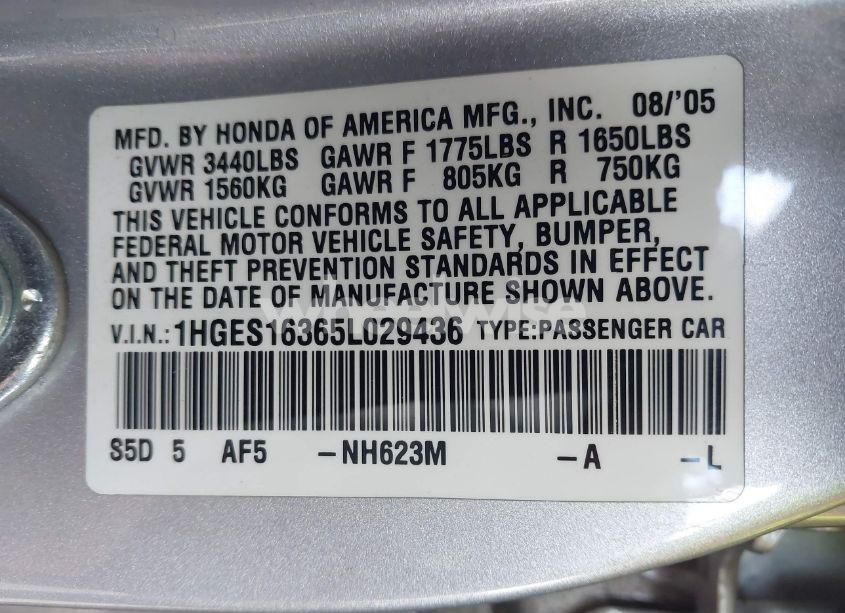 MFD. BY HONDA OF AMERICA MFG., INC. 08/'05
GVWR 3440LBS GAWR F 1775LBS R 1650LBS
GVWR 1560KG GAWR F 805KG R 750KG
THIS VEHICLE CONFORMS TO ALL APPLICABLE
FEDERAL MOTOR VEHICLE SAFETY, BUMPER,
AND THEFT PREVENTION STANDARDS IN EFFECT
ON THE DATE OF MANUFACTURE SHOWN ABOVE.
wheelwise
V.I.N.: 1HGES16365L029436 TYPE:PASSENGER CAR
S5D 5 AF5 –NH623M –A –L